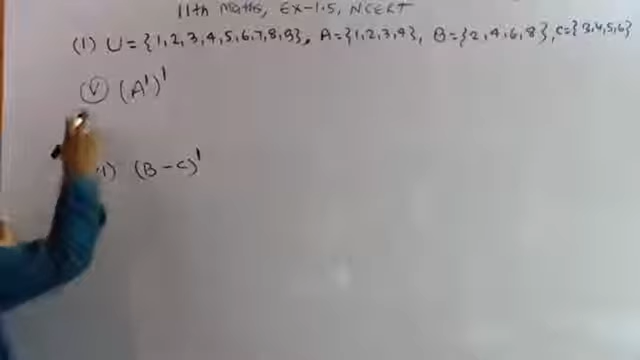 11th Maths, EX-1.5, NCERT
(1) U = {1,2,3,4,5,6,7,8,9}, A = {1,2,3,4}, B = {2,4,6,8}, C = {3,4,5,6}
(V) (A')'
(B - C)'